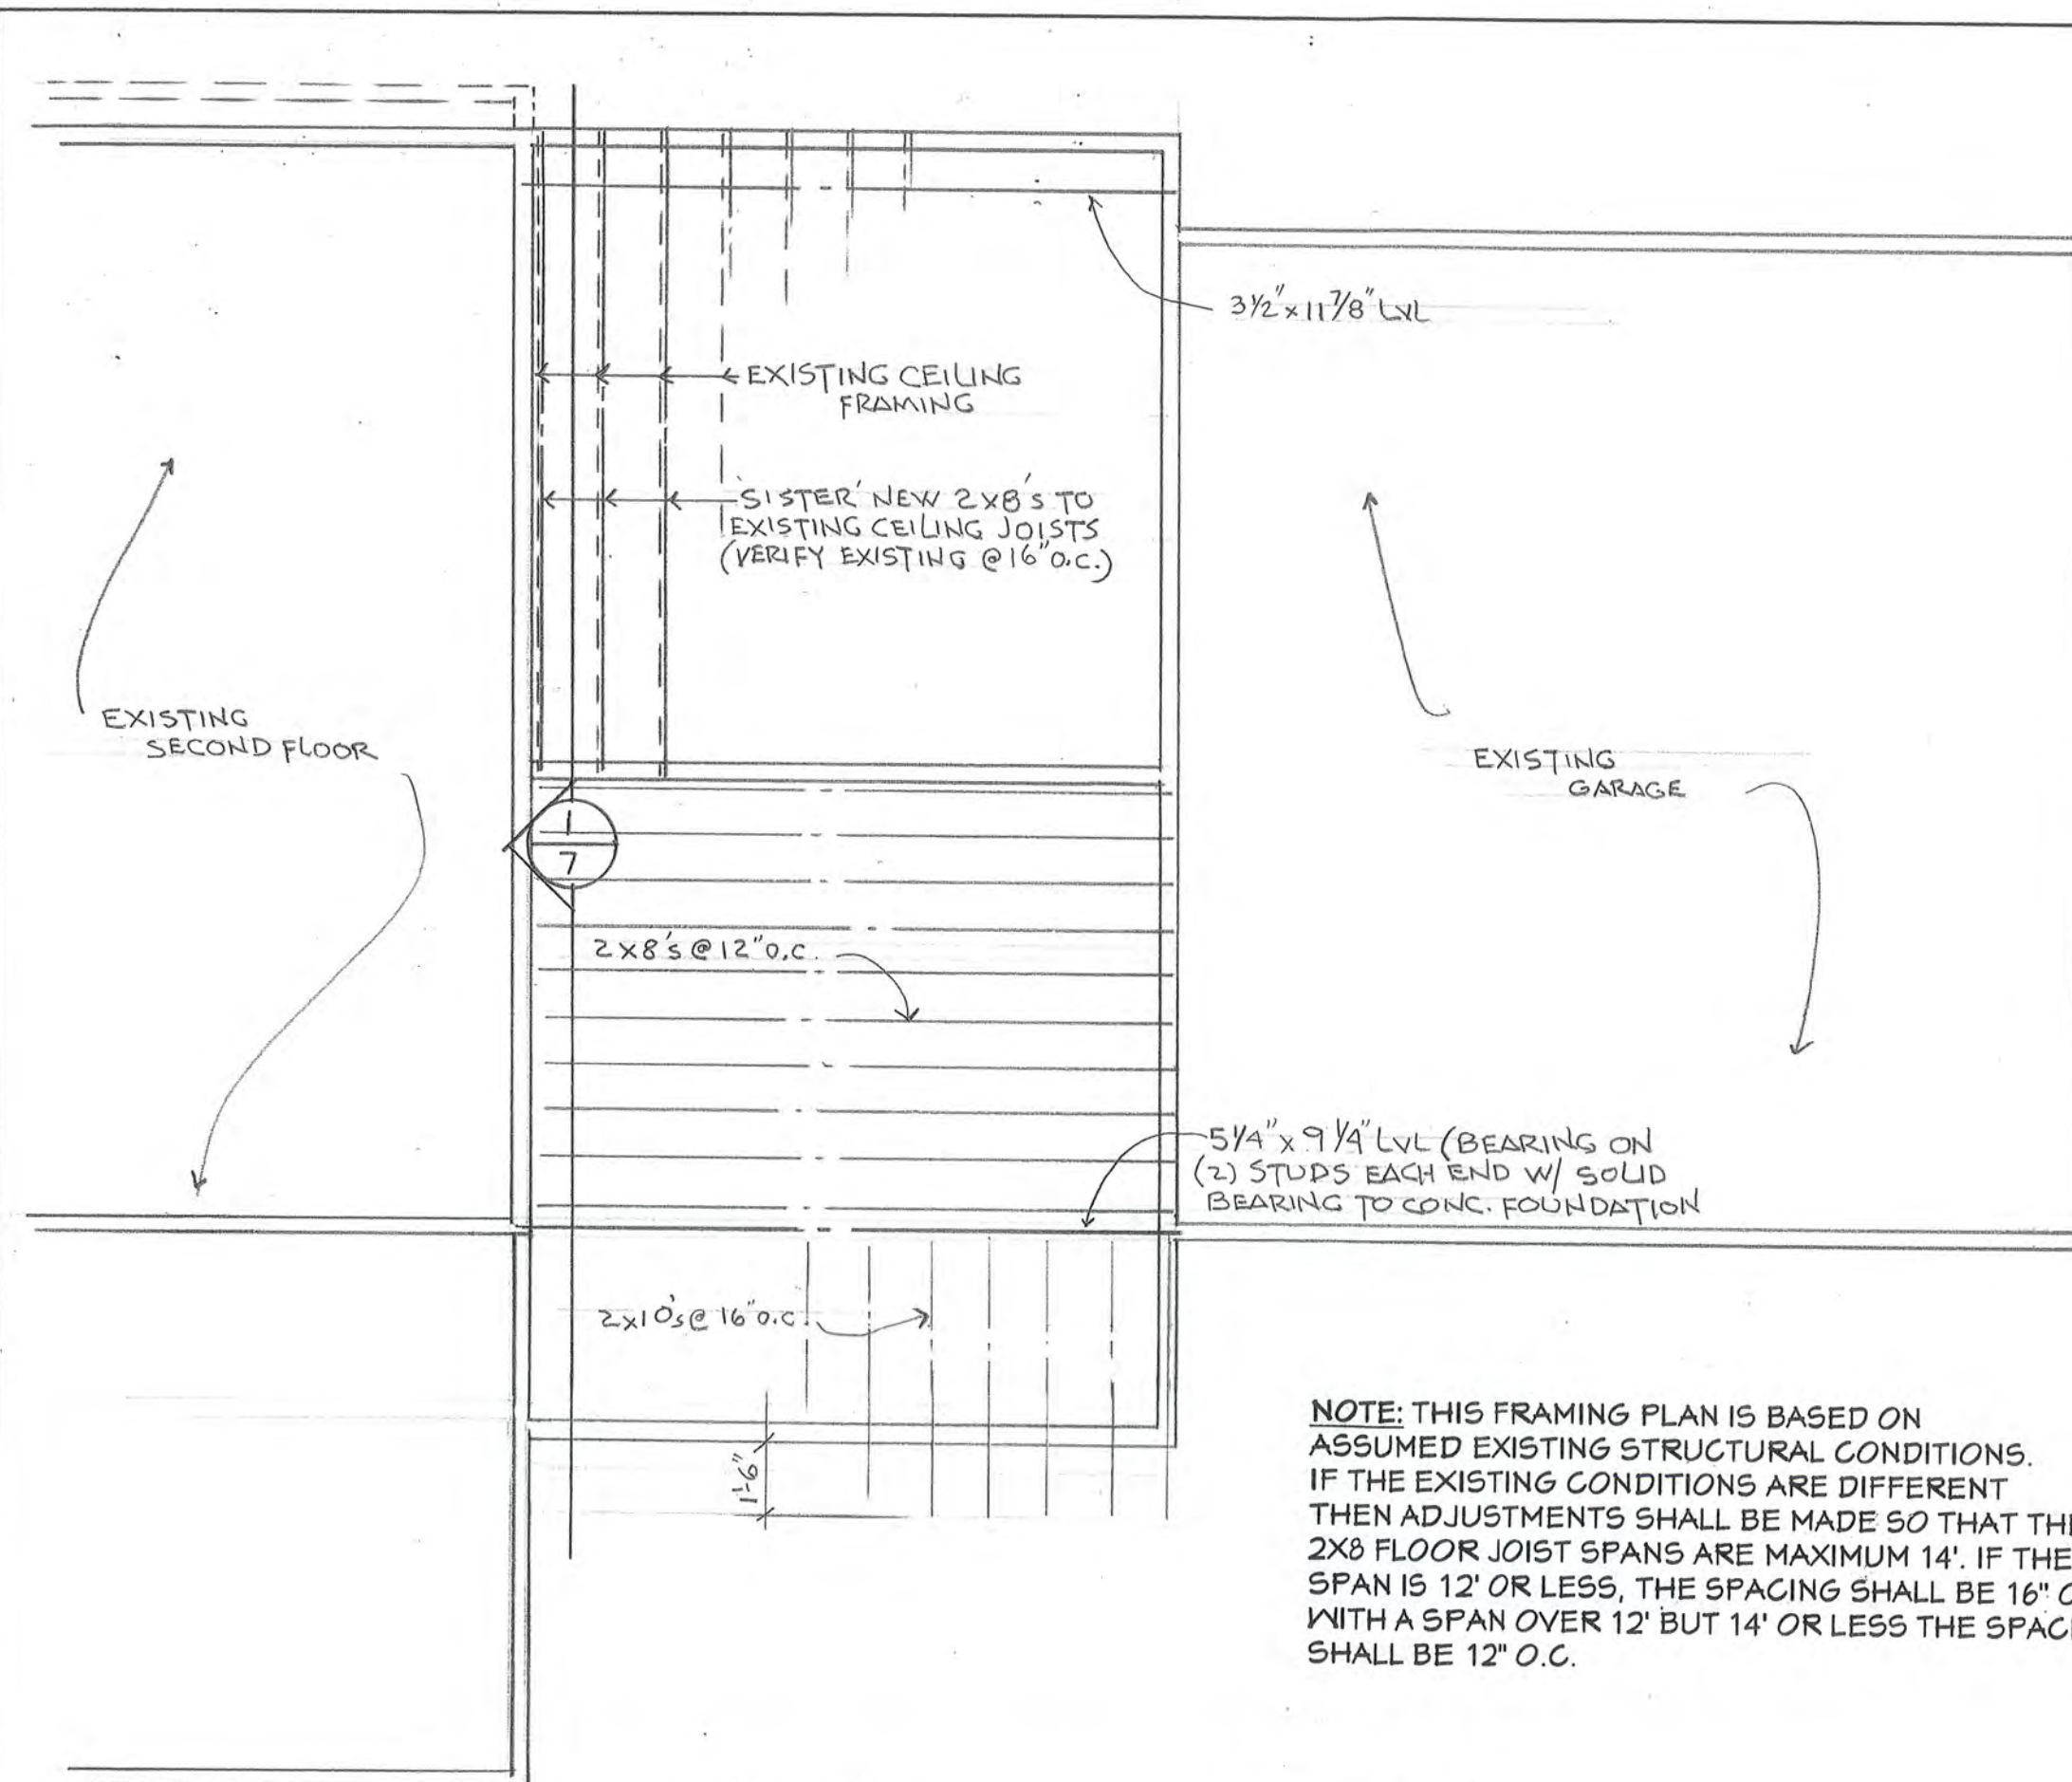 3½"x11⅞" LVL
EXISTING CEILING
FRAMING
'SISTER' NEW 2x8's TO
EXISTING CEILING JOISTS
(VERIFY EXISTING @16"O.C.)
EXISTING
SECOND FLOOR
EXISTING
GARAGE
1
7
2x8's@12"O.C.
5¼"x9¼" LVL (BEARING ON
(2) STUDS EACH END W/ SOLID
BEARING TO CONC. FOUNDATION
2x10's@16"O.C.
1'-6"
NOTE: THIS FRAMING PLAN IS BASED ON
ASSUMED EXISTING STRUCTURAL CONDITIONS.
IF THE EXISTING CONDITIONS ARE DIFFERENT
THEN ADJUSTMENTS SHALL BE MADE SO THAT
2X8 FLOOR JOIST SPANS ARE MAXIMUM 14'. IF THE
SPAN IS 12' OR LESS, THE SPACING SHALL BE 16"
WITH A SPAN OVER 12' BUT 14' OR LESS THE
SHALL BE 12" O.C.